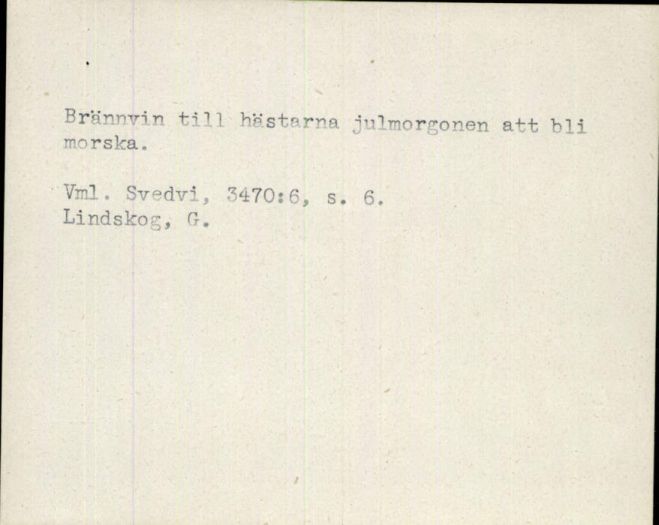 Brännvin till hästarna julmorgonen att bli
morska.
Vml. Svedvi, 3470:6, s. 6.
Lindskog, G.